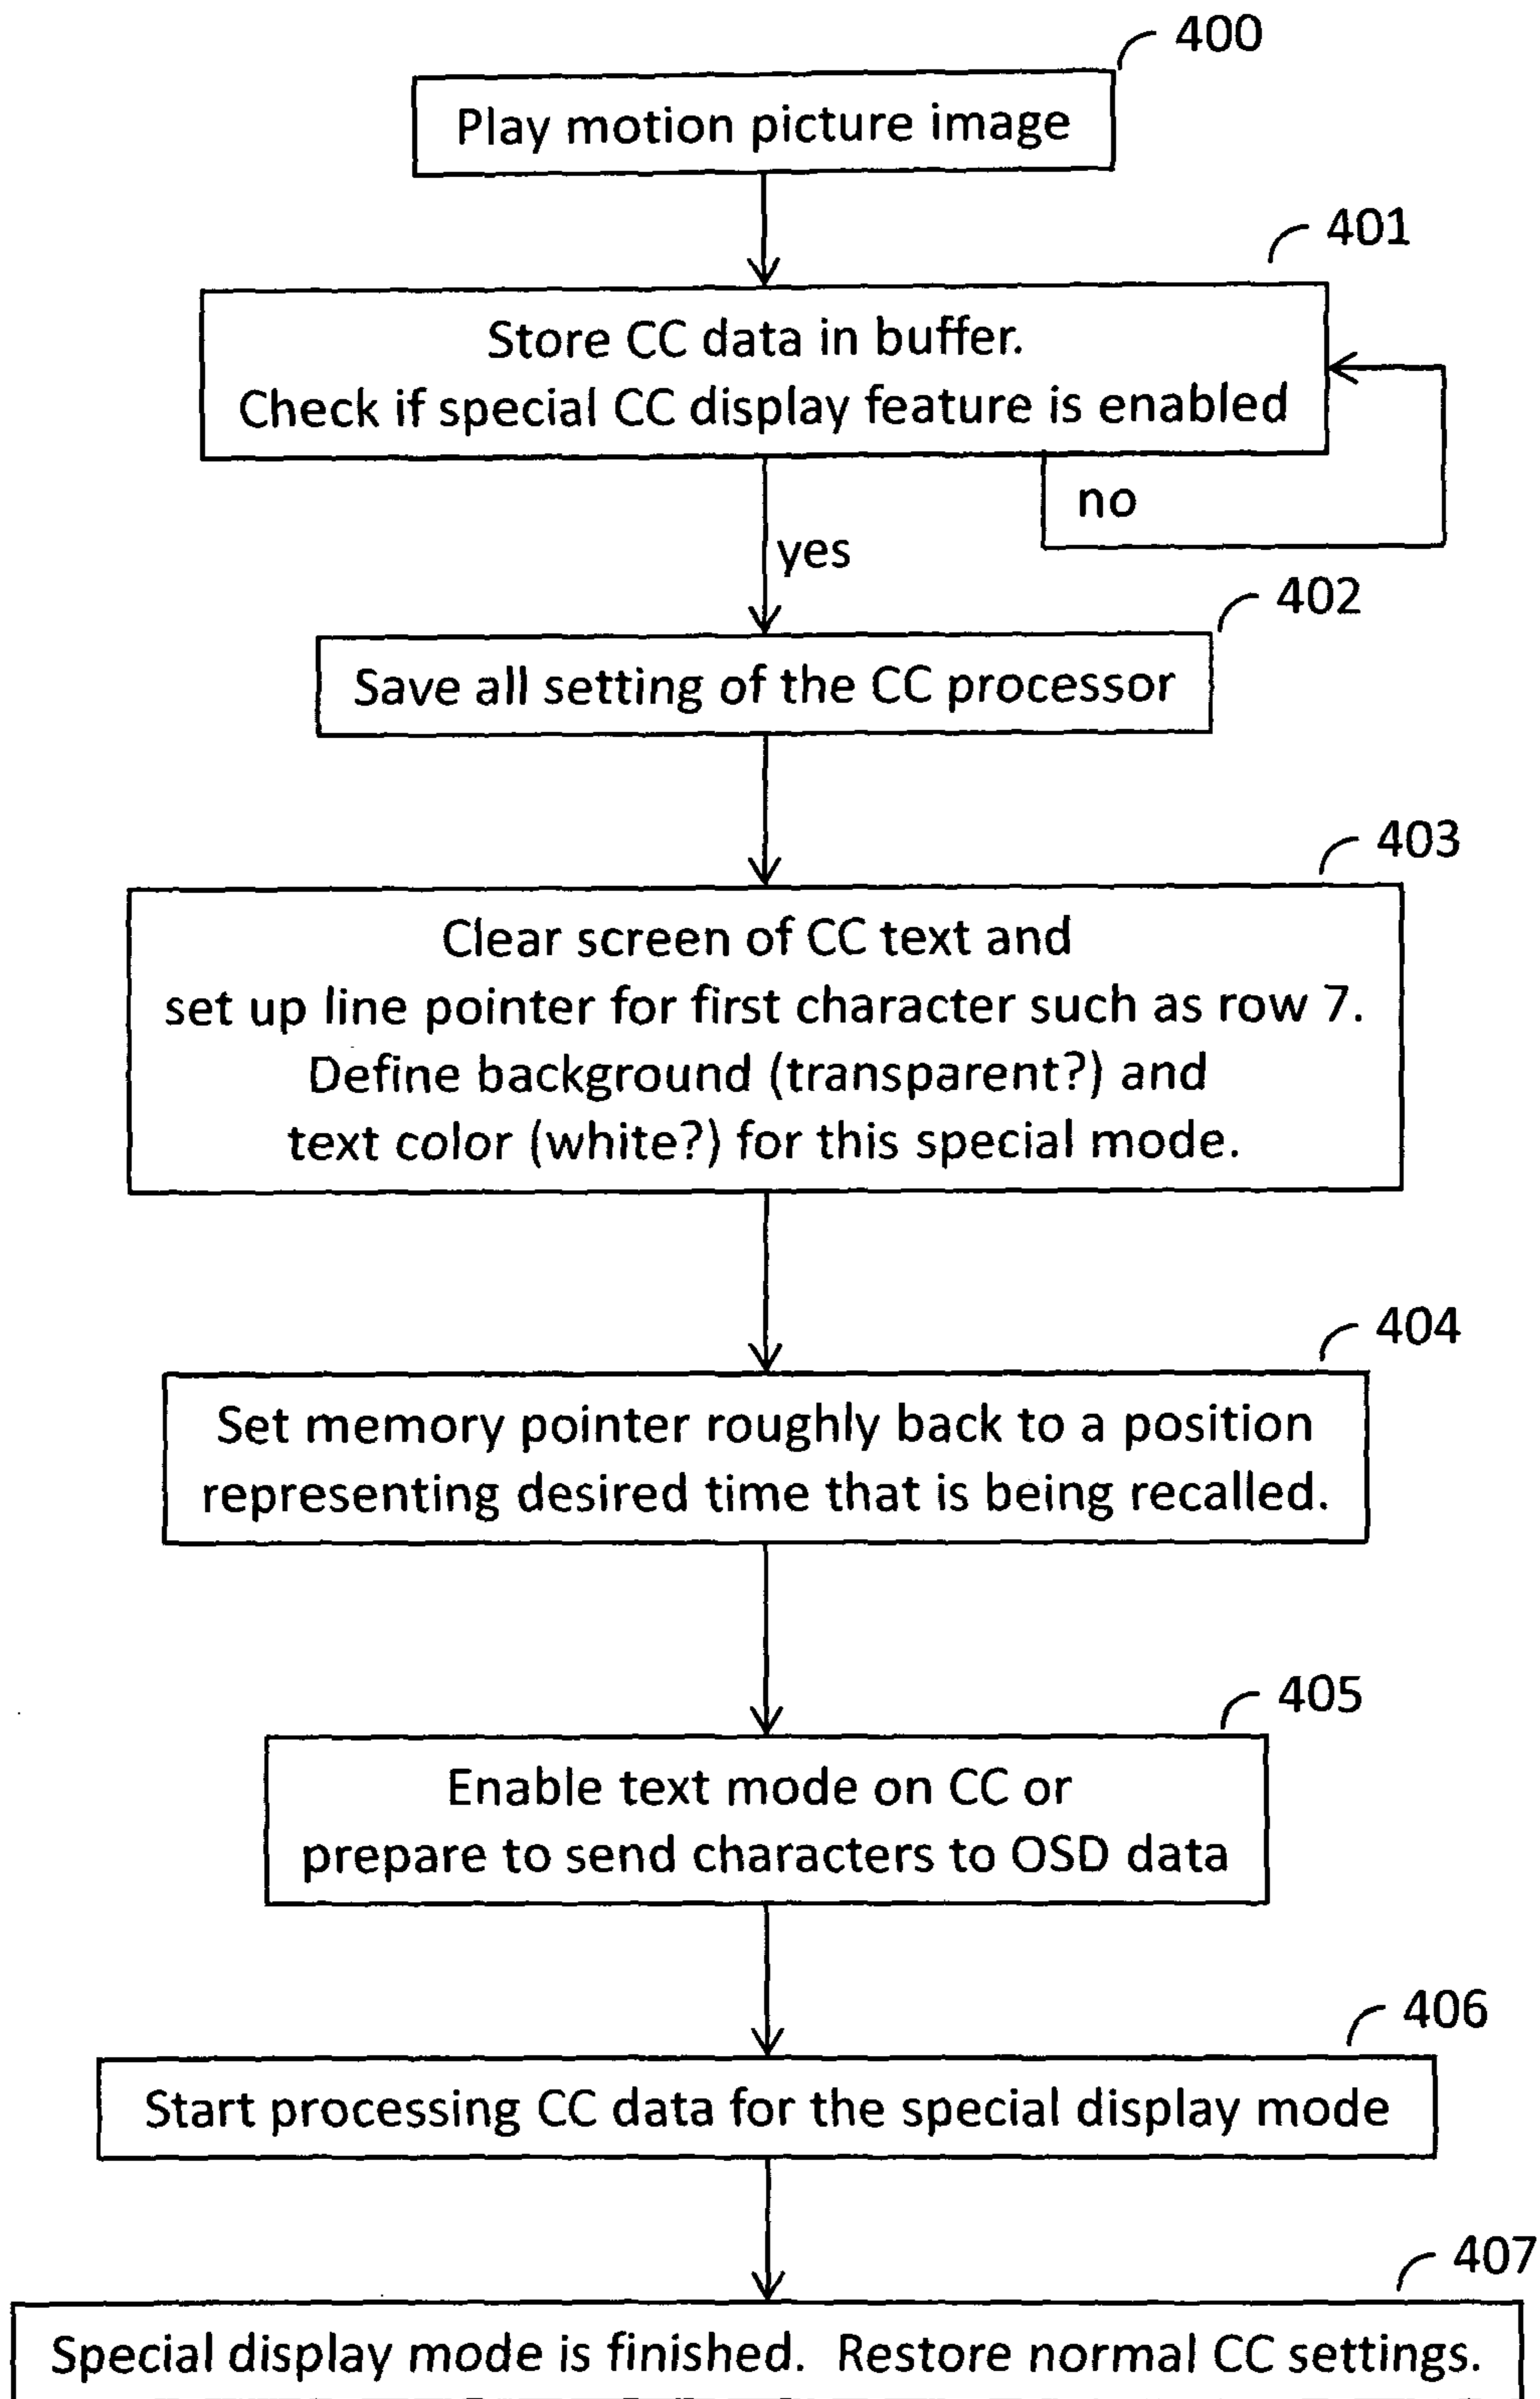 400
Play motion picture image
401
Store CC data in buffer.
Check if special CC display feature is enabled
no
yes
402
Save all setting of the CC processor
403
Clear screen of CC text and
set up line pointer for first character such as row 7.
Define background (transparent?) and
text color (white?) for this special mode.
404
Set memory pointer roughly back to a position
representing desired time that is being recalled.
405
Enable text mode on CC or
prepare to send characters to OSD data
406
Start processing CC data for the special display mode
407
Special display mode is finished. Restore normal CC settings.